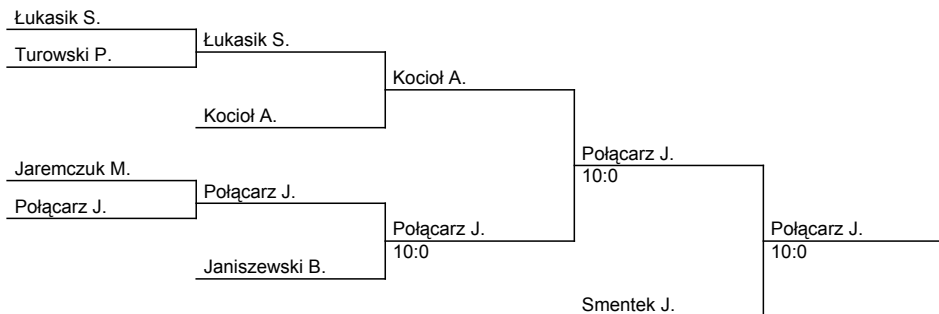 Łukasik S.
Turowski P.
Łukasik S.
Kocioł A.
Kocioł A.
Jaremczuk M.
Połącarz J.
Połącarz J.
Janiszewski B.
Połącarz J.
10:0
Połącarz J.
10:0
Smentek J.
Połącarz J.
10:0